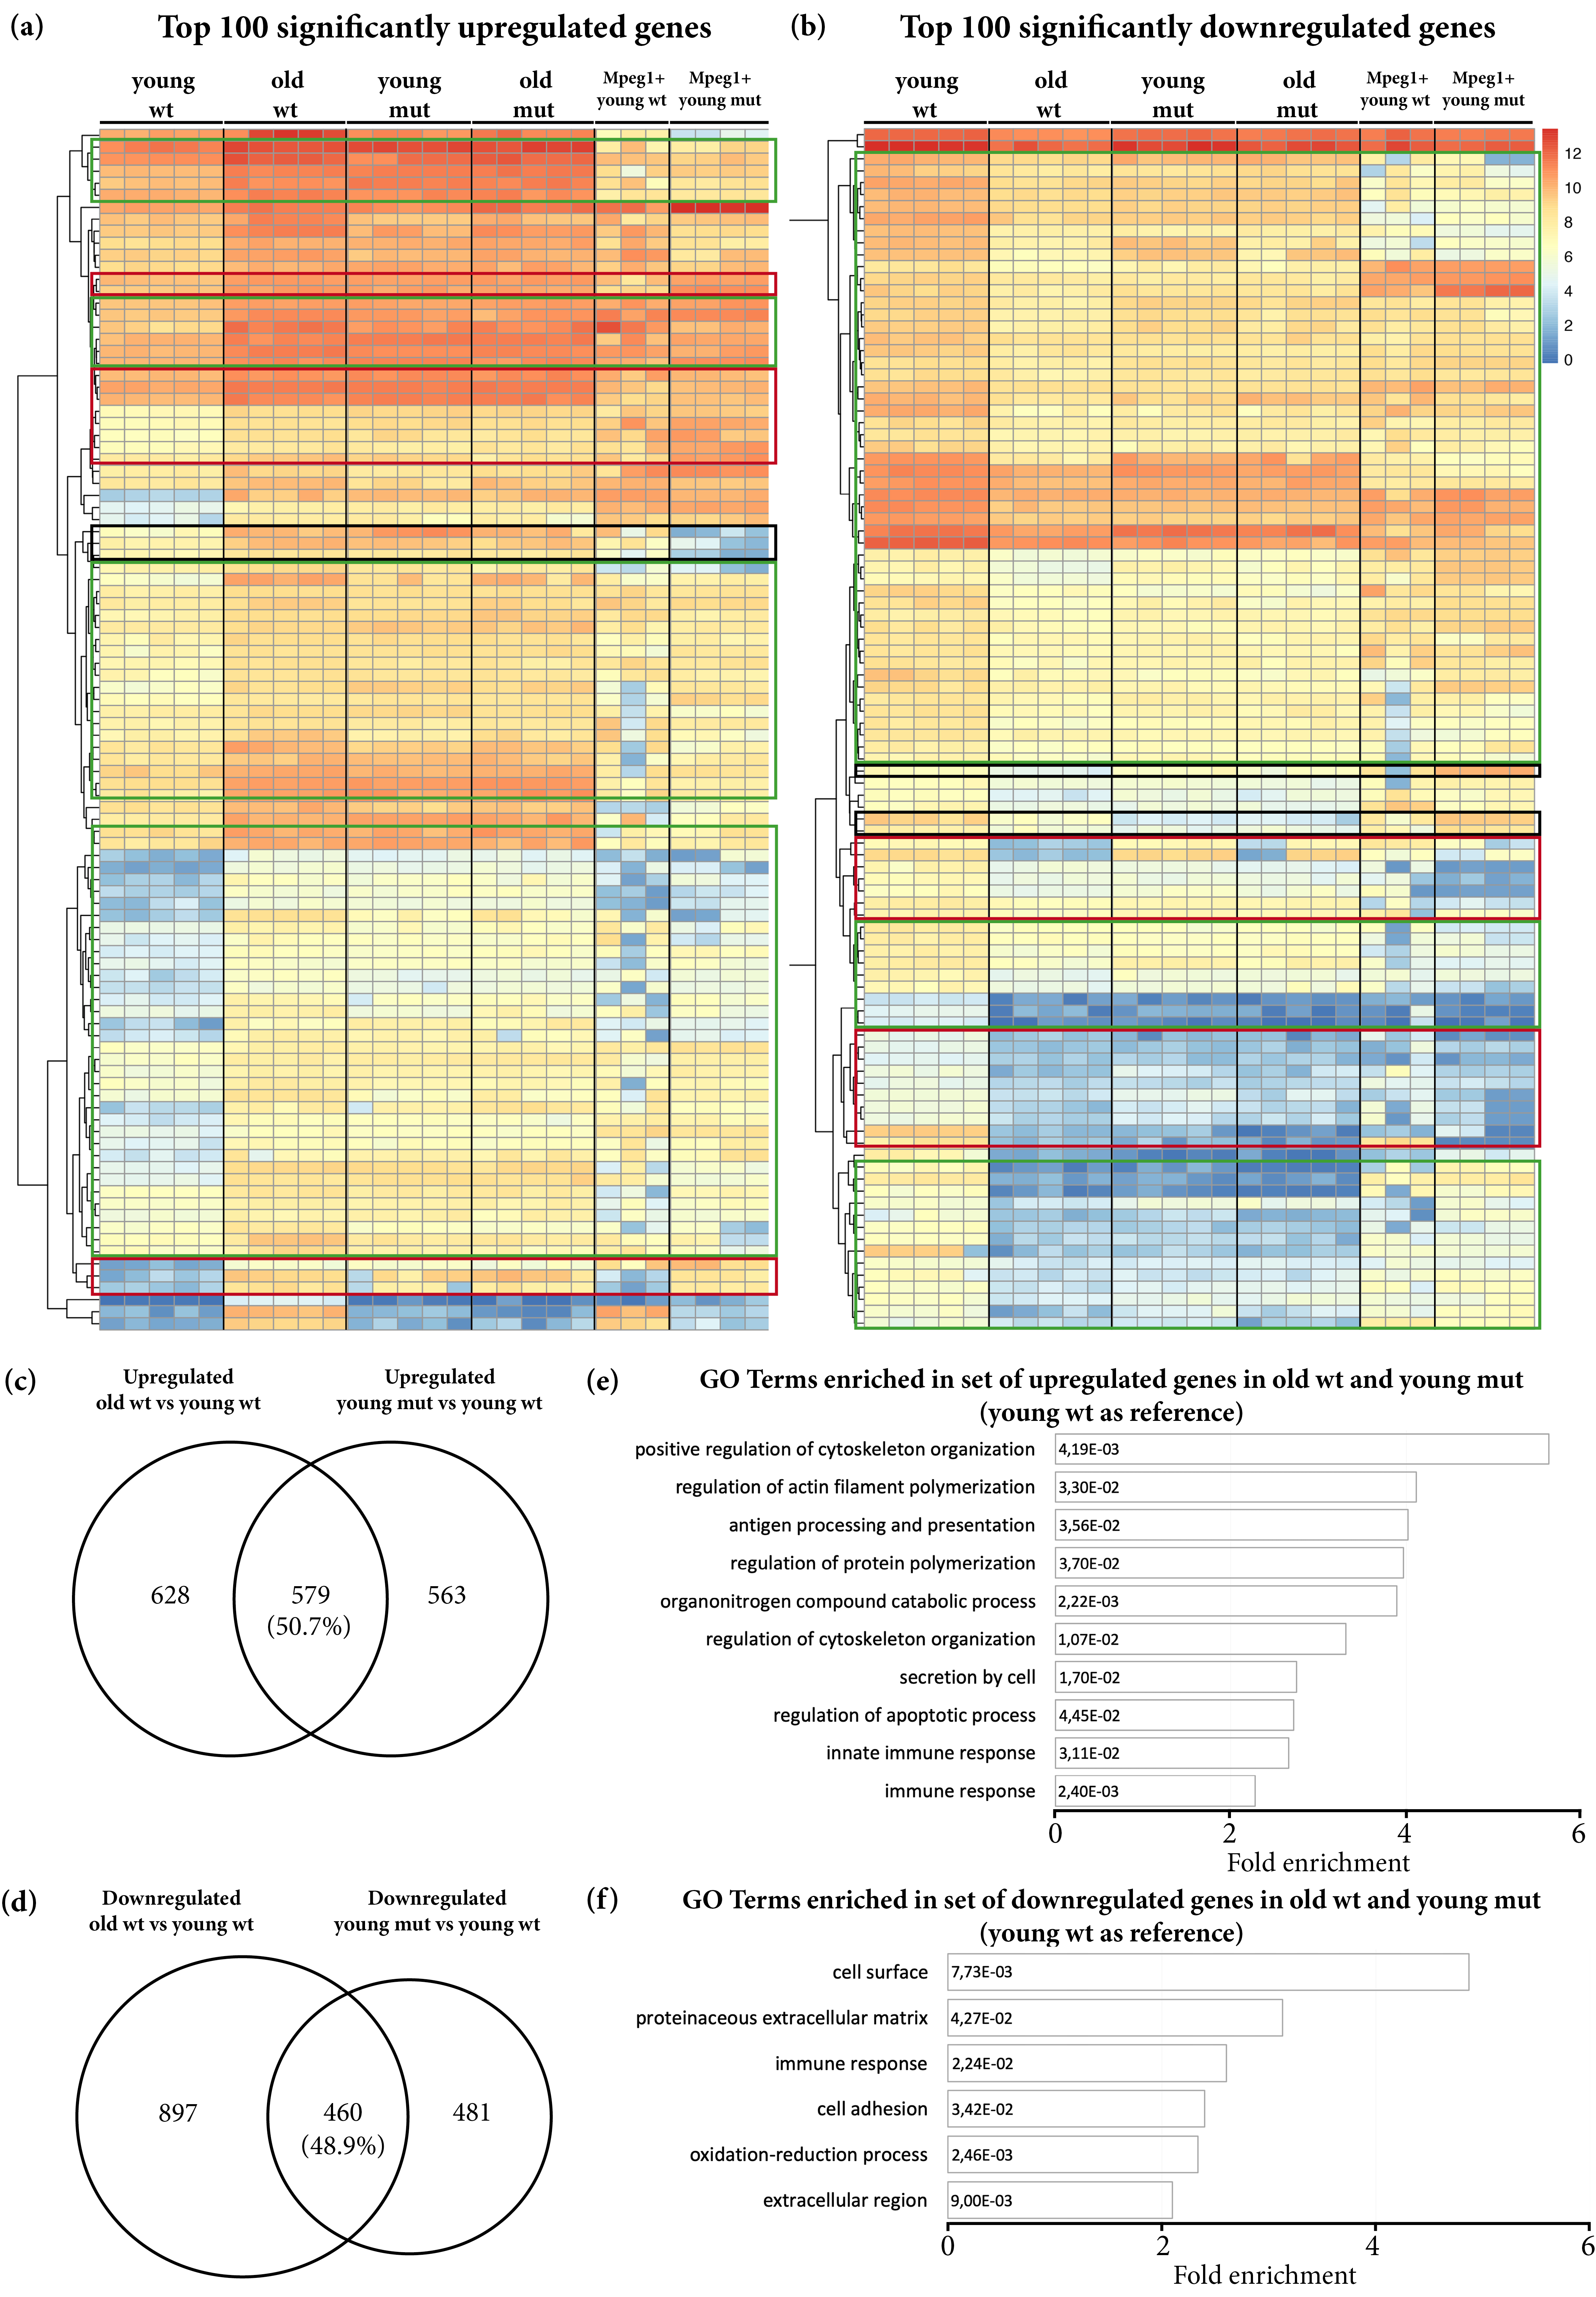 (a) Top 100 significantly upregulated genes
young wt
old wt
young mut
old mut
Mpeg1+ young wt
Mpeg1+ young mut
(b) Top 100 significantly downregulated genes
young wt
old wt
young mut
old mut
Mpeg1+ young wt
Mpeg1+ young mut
12
10
8
6
4
2
0
(c)
Upregulated
old wt vs young wt
Upregulated
young mut vs young wt
628
579
(50.7%)
563
(e) GO Terms enriched in set of upregulated genes in old wt and young mut
(young wt as reference)
positive regulation of cytoskeleton organization 4,19E-03
regulation of actin filament polymerization 3,30E-02
antigen processing and presentation 3,56E-02
regulation of protein polymerization 3,70E-02
organonitrogen compound catabolic process 2,22E-03
regulation of cytoskeleton organization 1,07E-02
secretion by cell 1,70E-02
regulation of apoptotic process 4,45E-02
innate immune response 3,11E-02
immune response 2,40E-03
0 2 4 6
Fold enrichment
(d)
Downregulated
old wt vs young wt
Downregulated
young mut vs young wt
897
460
(48.9%)
481
(f) GO Terms enriched in set of downregulated genes in old wt and young mut
(young wt as reference)
cell surface 7,73E-03
proteinaceous extracellular matrix 4,27E-02
immune response 2,24E-02
cell adhesion 3,42E-02
oxidation-reduction process 2,46E-03
extracellular region 9,00E-03
0 2 4 6
Fold enrichment